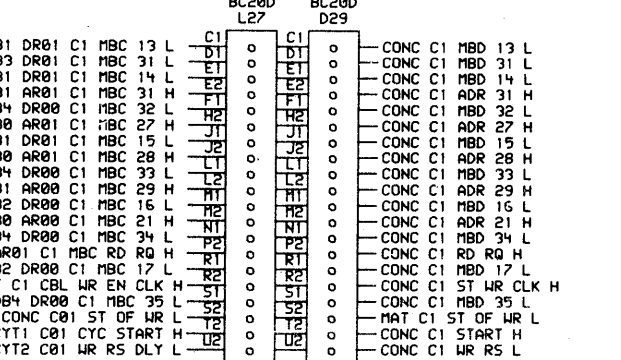 BC20D BC20D
L27 D29
DR01 C1 MBC 13 L C1 C1 CONC C1 MBD 13 L
DR01 C1 MBC 31 L D1 D1 CONC C1 MBD 31 L
DR01 C1 MBC 14 L E1 E1 CONC C1 MBD 14 L
AR01 C1 MBC 31 H E2 E2 CONC C1 ADR 31 H
DR00 C1 MBC 32 L F1 F1 CONC C1 MBD 32 L
AR01 C1 MBC 27 H H2 H2 CONC C1 ADR 27 H
DR01 C1 MBC 15 L J1 J1 CONC C1 MBD 15 L
AR01 C1 MBC 28 H J2 J2 CONC C1 ADR 28 H
DR00 C1 MBC 33 L L1 L1 CONC C1 MBD 33 L
AR00 C1 MBC 29 H L2 L2 CONC C1 ADR 29 H
DR00 C1 MBC 16 L M1 M1 CONC C1 MBD 16 L
AR00 C1 MBC 21 H M2 M2 CONC C1 ADR 21 H
DR00 C1 MBC 34 L N1 N1 CONC C1 MBD 34 L
AR01 C1 MBC RD RQ H P2 P2 CONC C1 RD RQ H
DR00 C1 MBC 17 L R1 R1 CONC C1 MBD 17 L
C1 CBL WR EN CLK H R2 R2 CONC C1 ST WR CLK H
DR00 C1 MBC 35 L S1 S1 CONC C1 MBD 35 L
CONC C01 ST OF WR L S2 S2 MAT C1 ST OF WR L
C01 CYC START H T2 T2 CONC C1 START H
C01 WR RS DLY L U2 U2 CONC C1 WR RS L